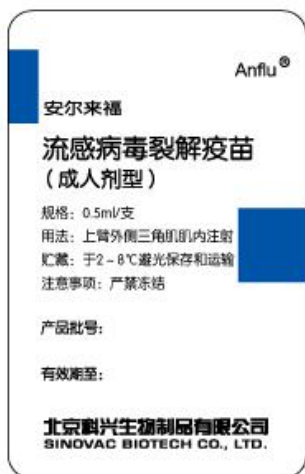 Anflu®
安尔来福
流感病毒裂解疫苗
（成人剂型）
规格：0.5ml/支
用法：上臂外侧三角肌肌内注射
贮藏：于2~8℃避光保存和运输
注意事项：严禁冻结
产品批号：
有效期至：
北京科兴生物制品有限公司
SINOVAC BIOTECH CO., LTD.